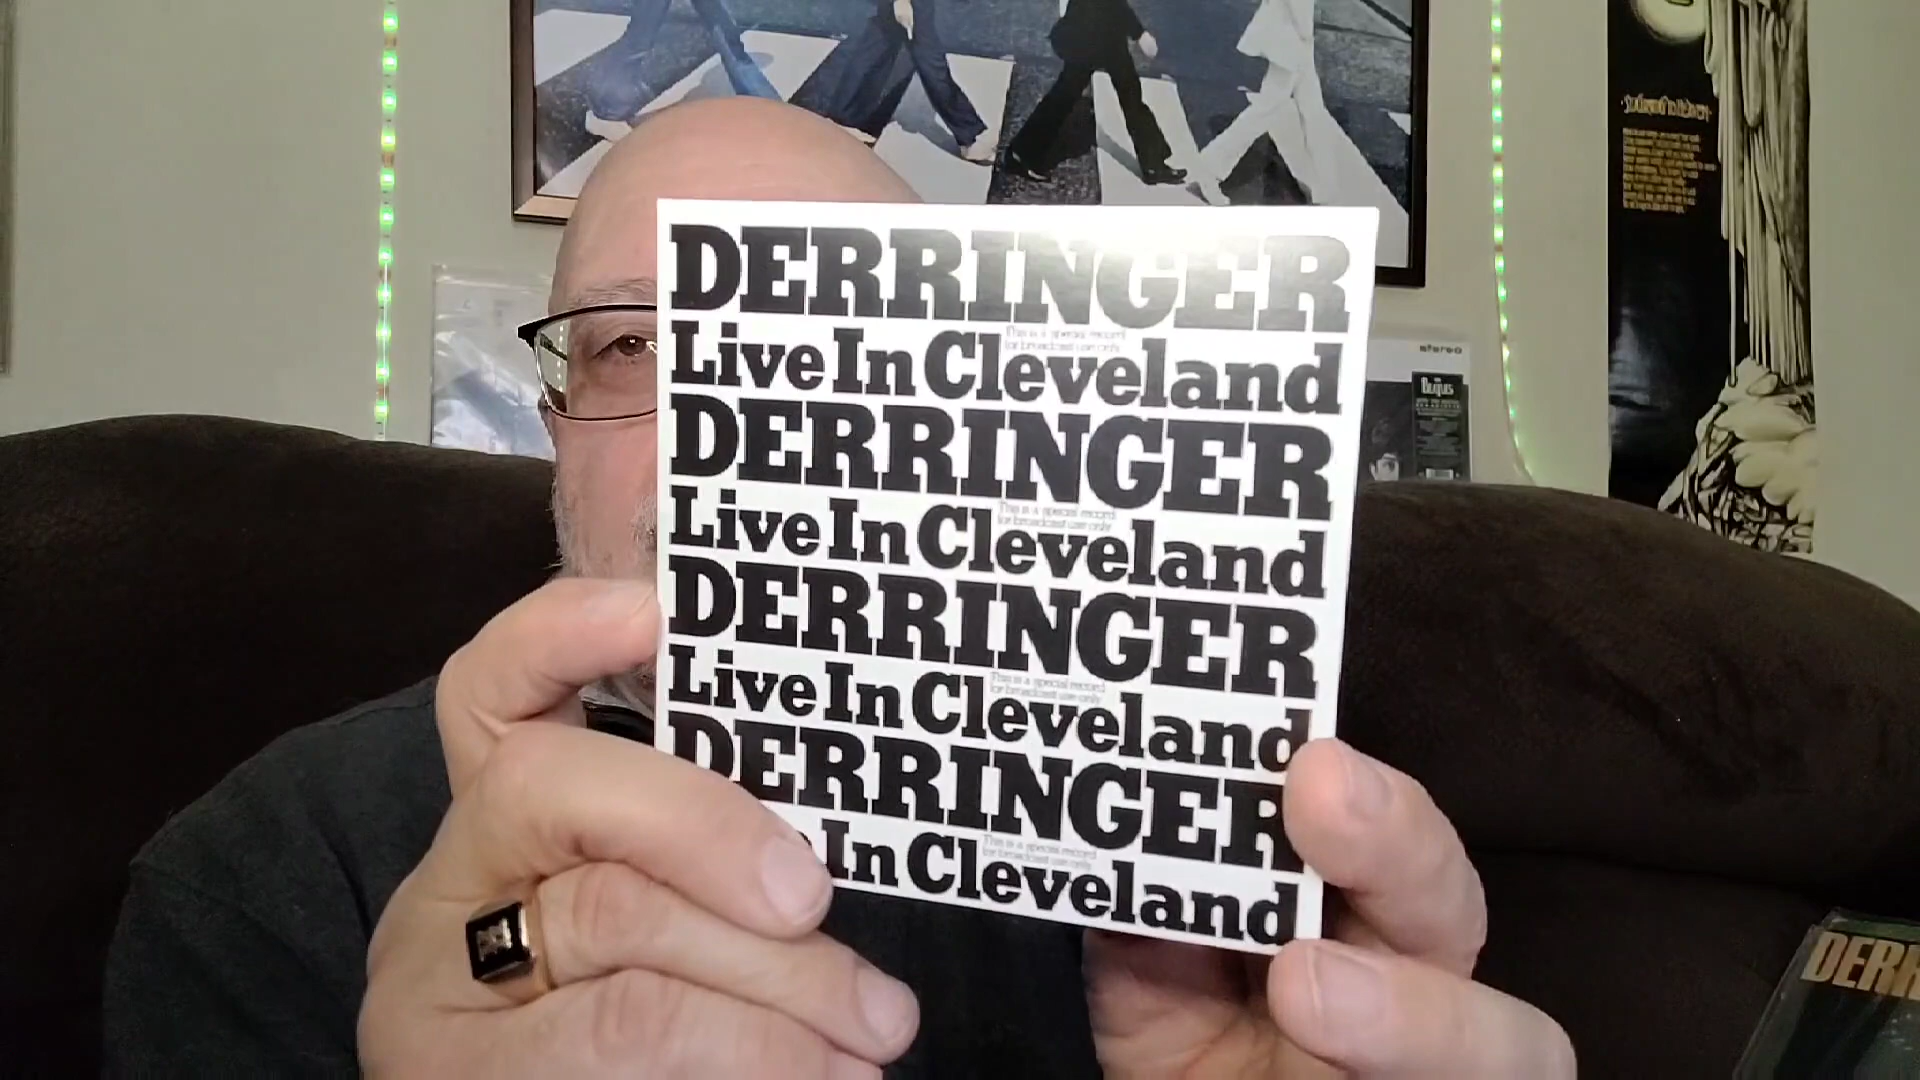 DERRINGER
This is a special record
for broadcast use only
Live In Cleveland
DERRINGER
This is a special record
for broadcast use only
Live In Cleveland
DERRINGER
This is a special record
for broadcast use only
Live In Cleveland
DERRINGER
This is a special record
for broadcast use only
In Cleveland
stereo
DERR